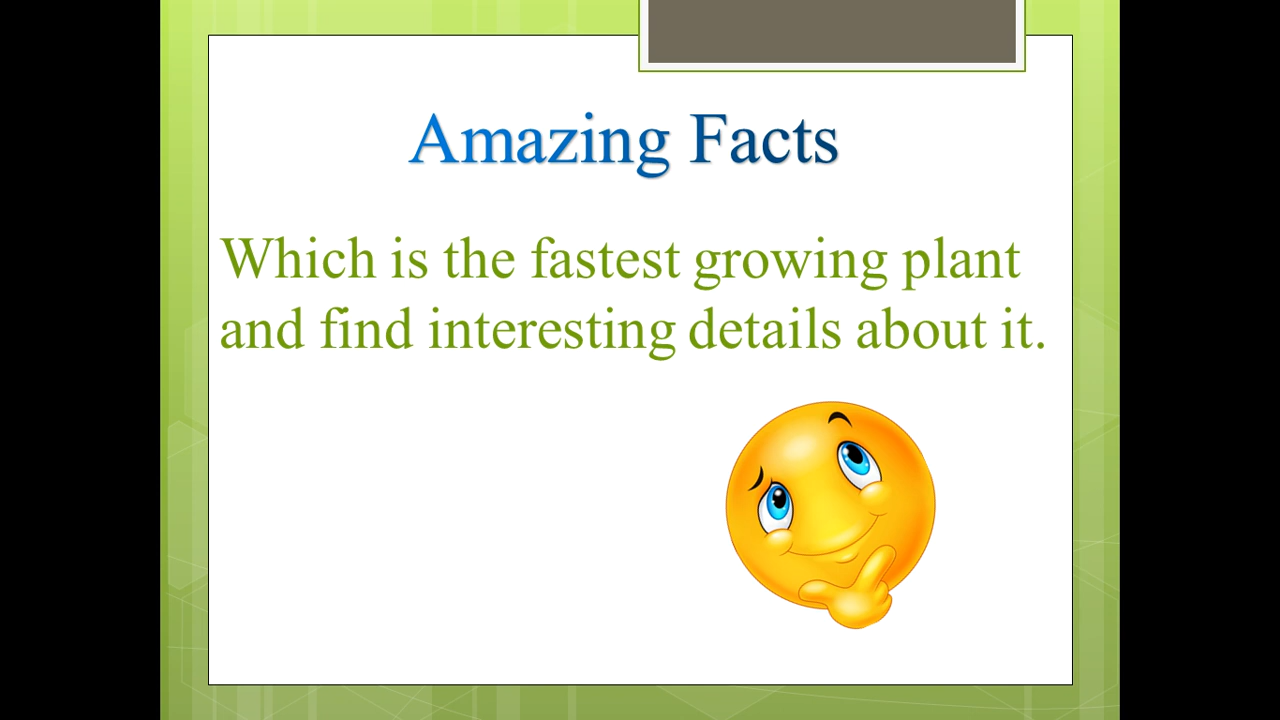 Amazing Facts
Which is the fastest growing plant
and find interesting details about it.